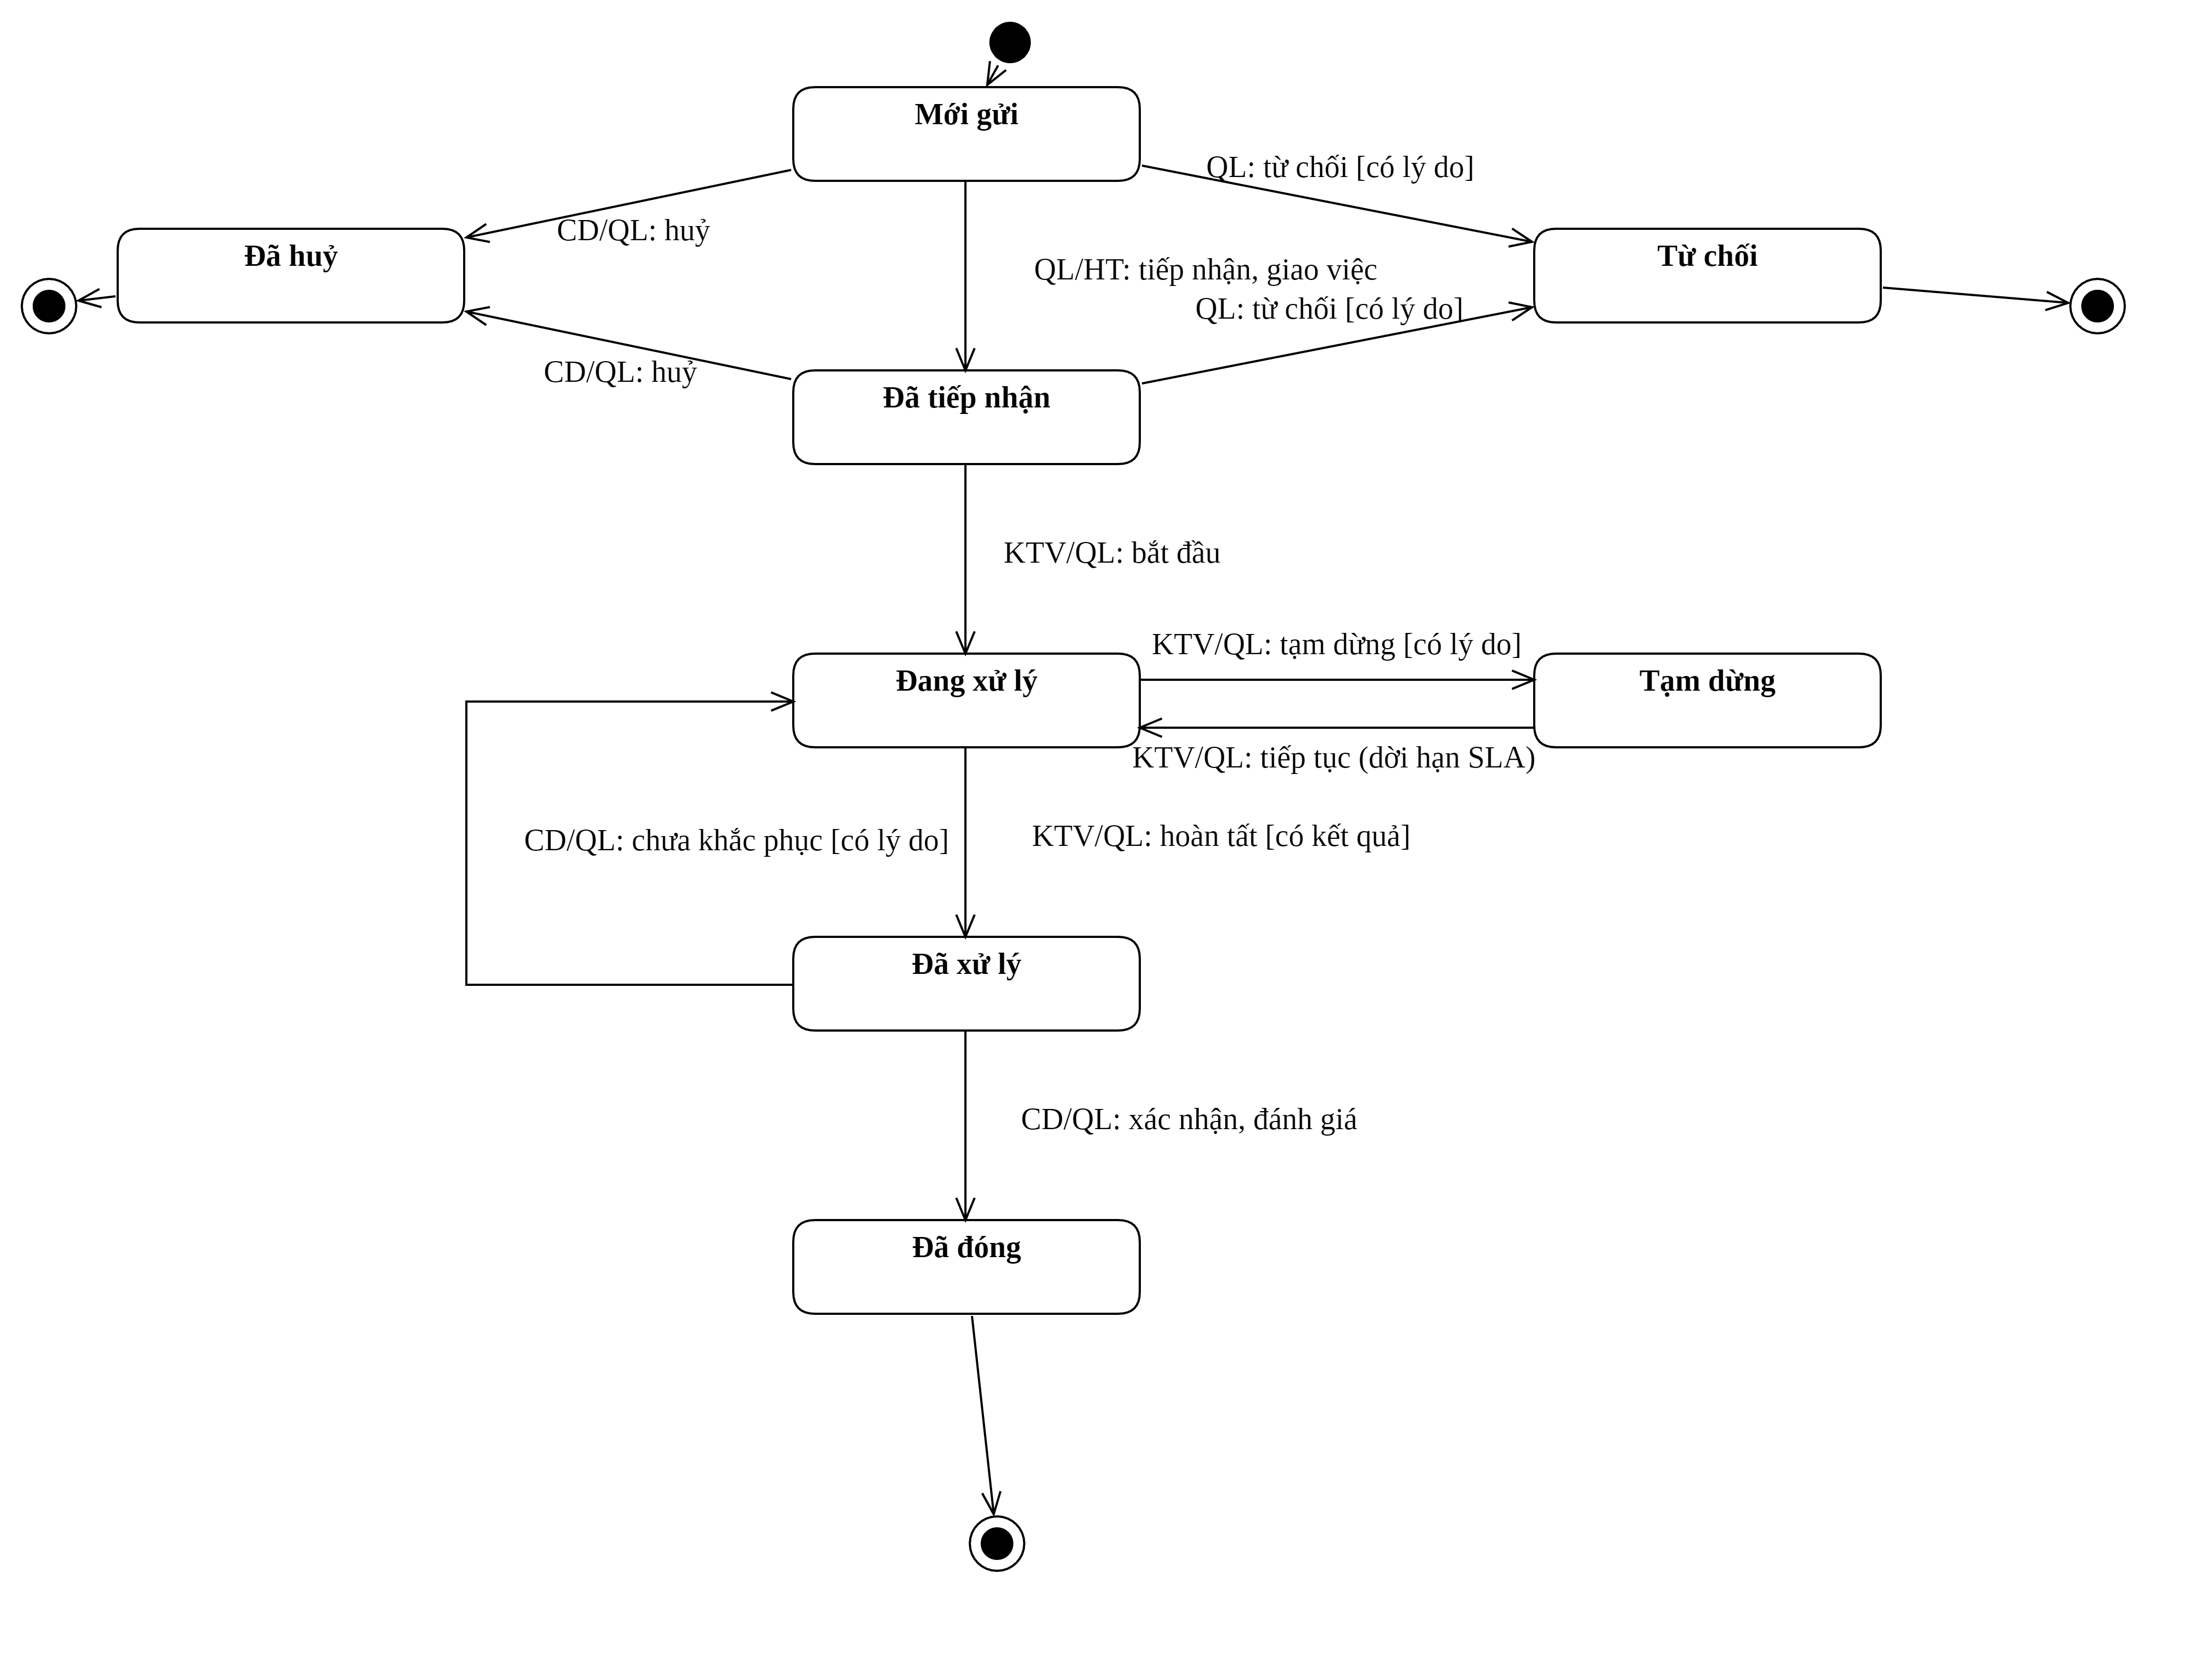 Mới gửi
QL: từ chối [có lý do]
CD/QL: huỷ
Đã huỷ
Từ chối
QL/HT: tiếp nhận, giao việc
QL: từ chối [có lý do]
CD/QL: huỷ
Đã tiếp nhận
KTV/QL: bắt đầu
KTV/QL: tạm dừng [có lý do]
Đang xử lý
Tạm dừng
KTV/QL: tiếp tục (dời hạn SLA)
CD/QL: chưa khắc phục [có lý do]
KTV/QL: hoàn tất [có kết quả]
Đã xử lý
CD/QL: xác nhận, đánh giá
Đã đóng